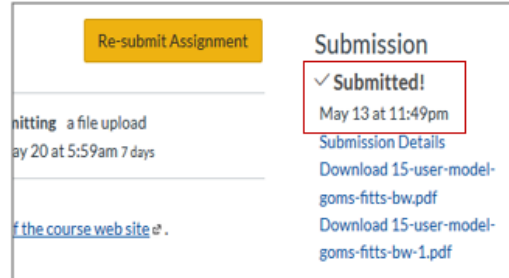 Re-submit Assignment
nitting a file upload
ay 20 at 5:59am 7 days
f the course web site
Submission
✓ Submitted!
May 13 at 11:49pm
Submission Details
Download 15-user-model-
goms-fitts-bw.pdf
Download 15-user-model-
goms-fitts-bw-1.pdf